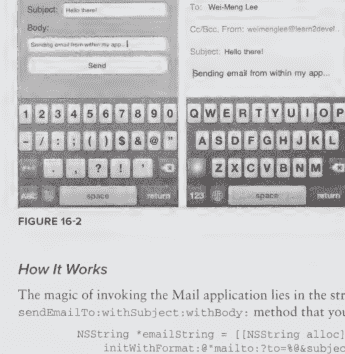 Subject: Hello there!
Body:
Sending email from within my app...
Send
1 2 3 4 5 6 7 8 9 0
- / : ; ( ) $ & @ "
. , ? ! '
ABC space return
To: Wei-Meng Lee
Cc/Bcc, From: weimenglee@learn2devel...
Subject: Hello there!
Sending email from within my app...
Q W E R T Y U I O P
A S D F G H J K L
Z X C V B N M
123 space return
FIGURE 16-2
How It Works
The magic of invoking the Mail application lies in the str
sendEmailTo:withSubject:withBody: method that you
NSString *emailString = [[NSString alloc]
initWithFormat:@"mailto:?to=%@&subjec